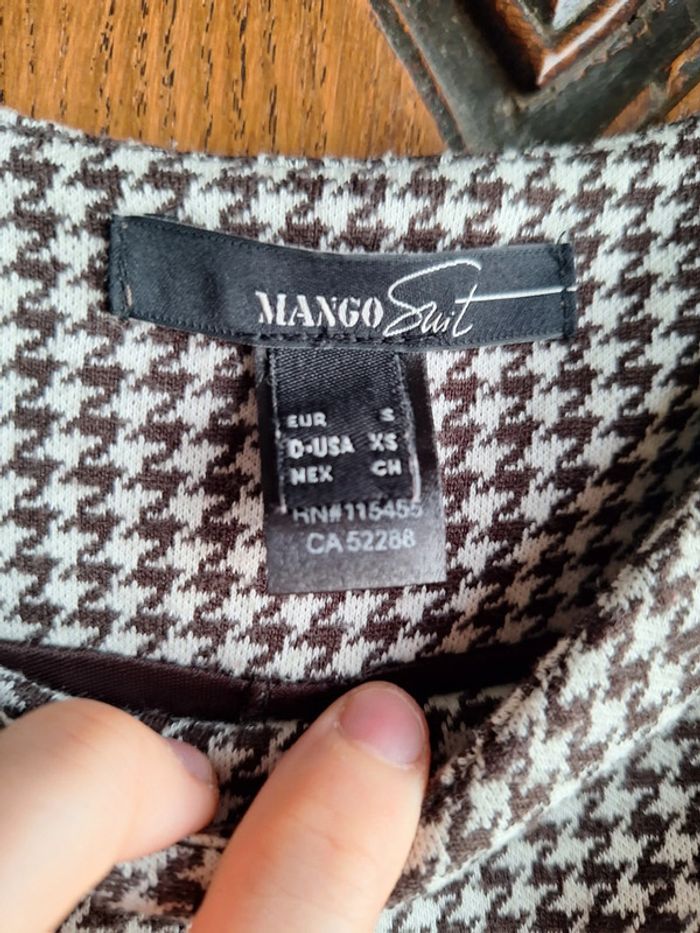 MANGO Suit
EUR S
D-USA XS
MEX CH
RN#115455
CA 52288